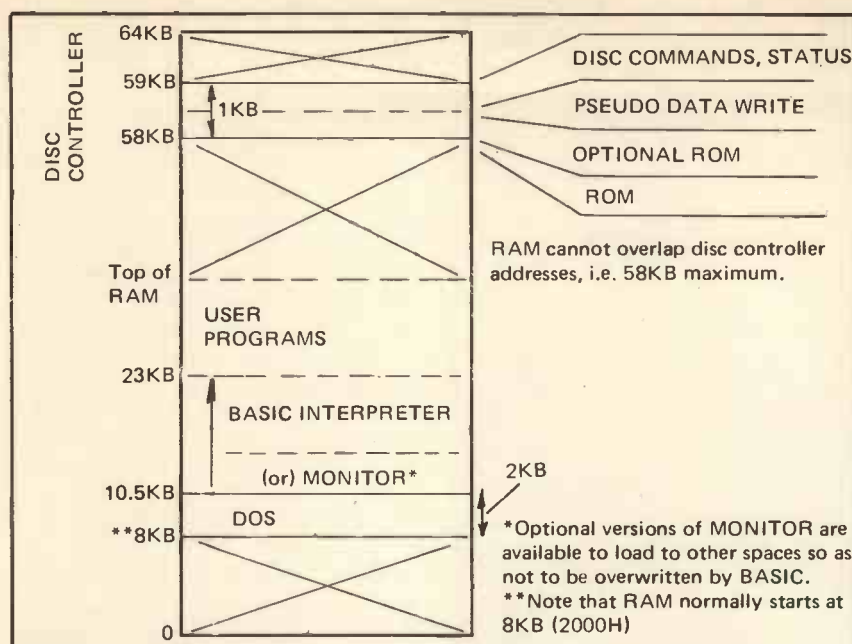 64KB
59KB
1KB
58KB
DISC
CONTROLLER
DISC COMMANDS, STATUS
PSEUDO DATA WRITE
OPTIONAL ROM
ROM
RAM cannot overlap disc controller
addresses, i.e. 58KB maximum.
Top of
RAM
USER
PROGRAMS
23KB
BASIC INTERPRETER
(or) MONITOR*
10.5KB
DOS
**8KB
0
2KB
*Optional versions of MONITOR are
available to load to other spaces so as
not to be overwritten by BASIC.
**Note that RAM normally starts at
8KB (2000H)